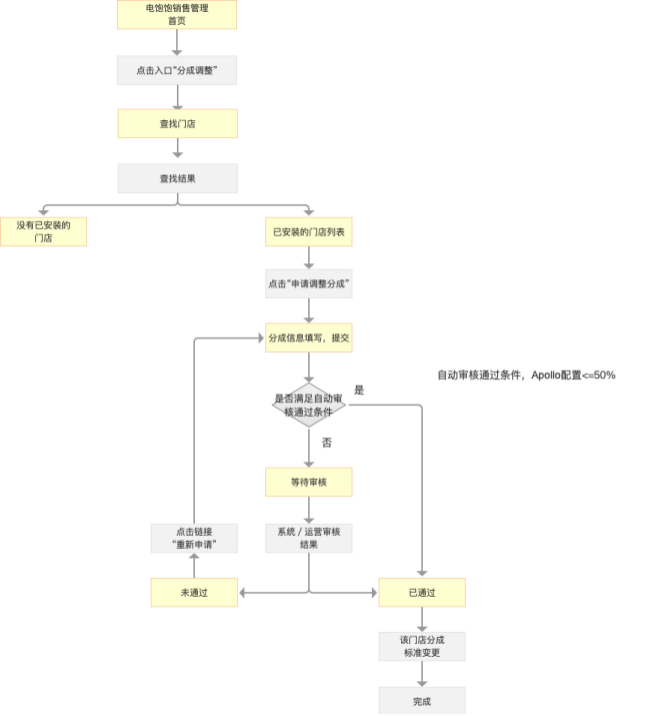 电饱饱销售管理
首页
点击入口“分成调整”
查找门店
查找结果
没有已安装的
门店
已安装的门店列表
点击“申请调整分成”
分成信息填写，提交
自动审核通过条件，Apollo配置<=50%
是否满足自动审
核通过条件
是
否
等待审核
点击链接
“重新申请”
系统 / 运营审核
结果
未通过
已通过
该门店分成
标准变更
完成